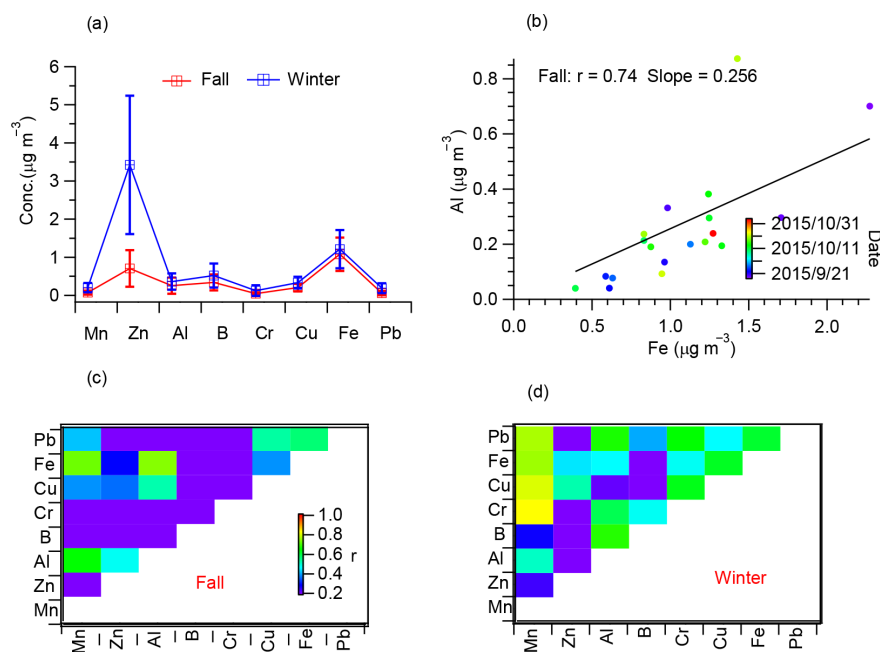 (a)
Fall Winter
Conc.(μg m⁻³)
6
5
4
3
2
1
0
Mn Zn Al B Cr Cu Fe Pb
(b)
Fall: r = 0.74 Slope = 0.256
Al (μg m⁻³)
0.8
0.6
0.4
0.2
0.0
0.0 0.5 1.0 1.5 2.0
Fe (μg m⁻³)
2015/10/31
2015/10/11
2015/9/21
Date
(c)
Pb
Fe
Cu
Cr
B
Al
Zn
Mn
Mn Zn Al B Cr Cu Fe Pb
1.0
0.8
0.6
0.4
0.2
r
Fall
(d)
Pb
Fe
Cu
Cr
B
Al
Zn
Mn
Mn Zn Al B Cr Cu Fe Pb
Winter